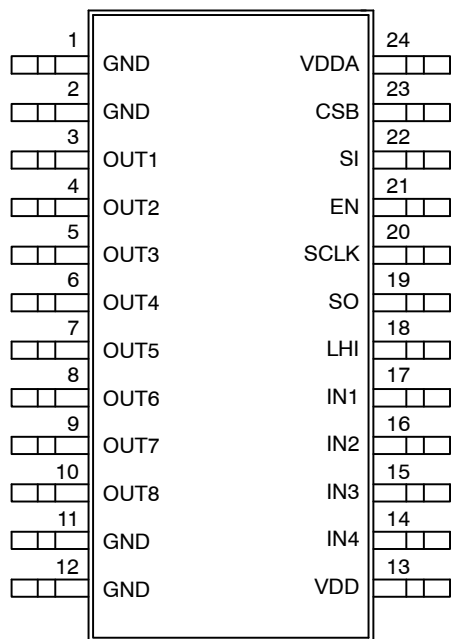 1 GND VDDA 24
2 GND CSB 23
3 OUT1 SI 22
4 OUT2 EN 21
5 OUT3 SCLK 20
6 OUT4 SO 19
7 OUT5 LHI 18
8 OUT6 IN1 17
9 OUT7 IN2 16
10 OUT8 IN3 15
11 GND IN4 14
12 GND VDD 13